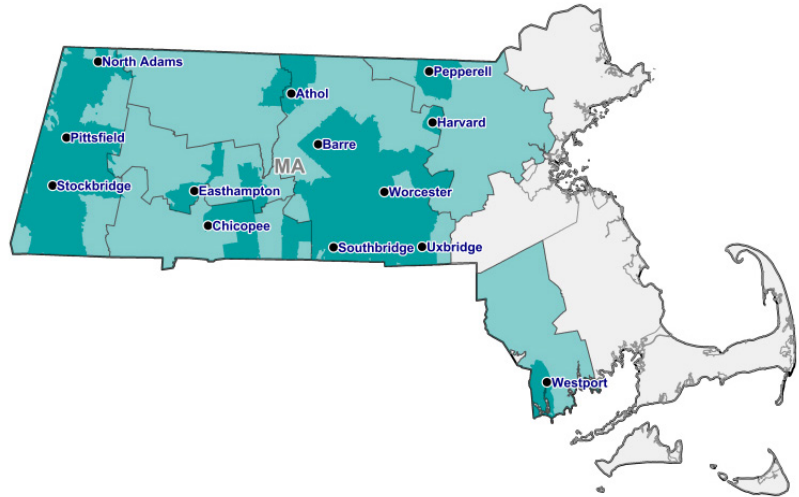 North Adams
Pepperell
Athol
Harvard
Pittsfield
Barre
MA
Stockbridge
Easthampton
Worcester
Chicopee
Southbridge
Uxbridge
Westport